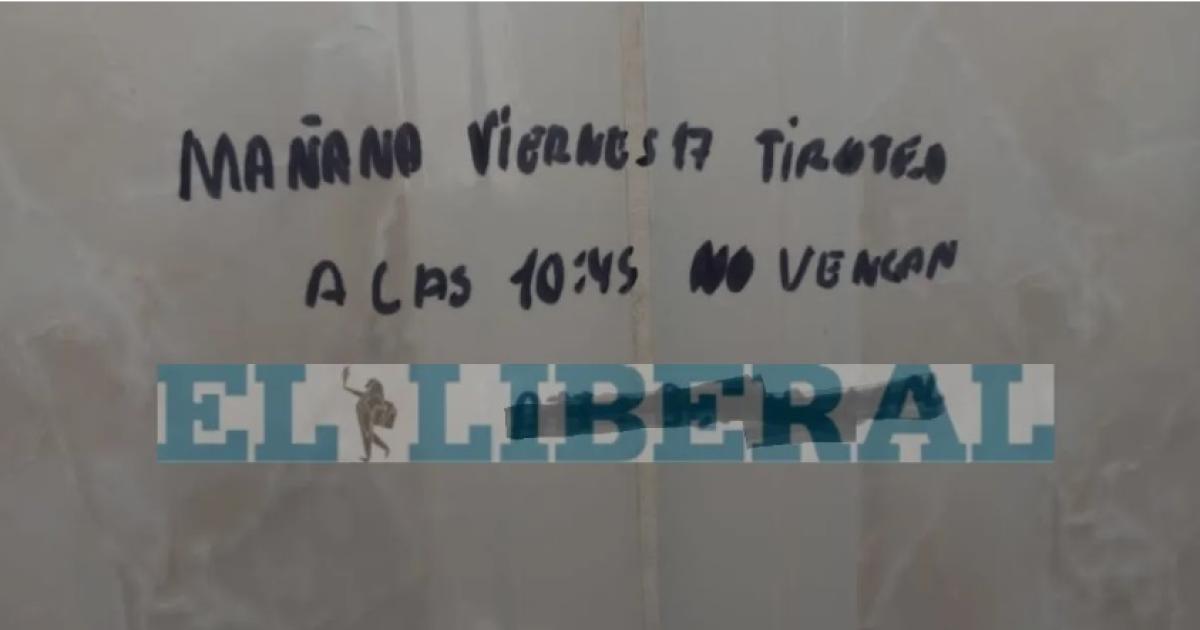 MAÑANA VIERNES 17 TIROTEO
A LAS 10:45 NO VENGAN
EL LIBERAL